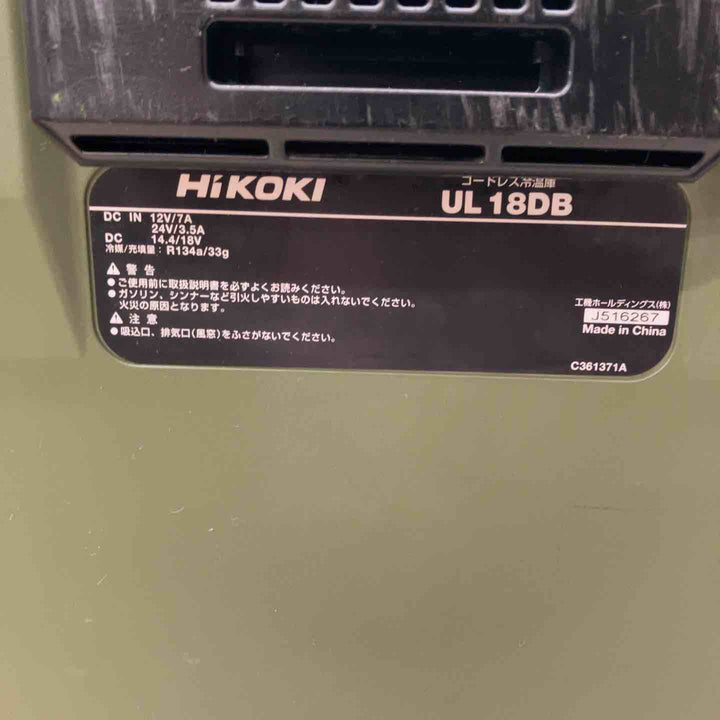 HiKOKI
コードレス冷温庫
UL 18DB
DC IN 12V/7A
24V/3.5A
DC 14.4/18V
冷媒/充填量: R134a/33g
⚠ 警告
●ご使用前に取扱説明書を必ずよくお読みください。
●ガソリン、シンナーなど引火しやすいものは入れないでください。
火災の原因となります。
⚠ 注意
●吸込口、排気口(風窓)をふさがないでください。
工機ホールディングス(株)
J516267
Made in China
C361371A